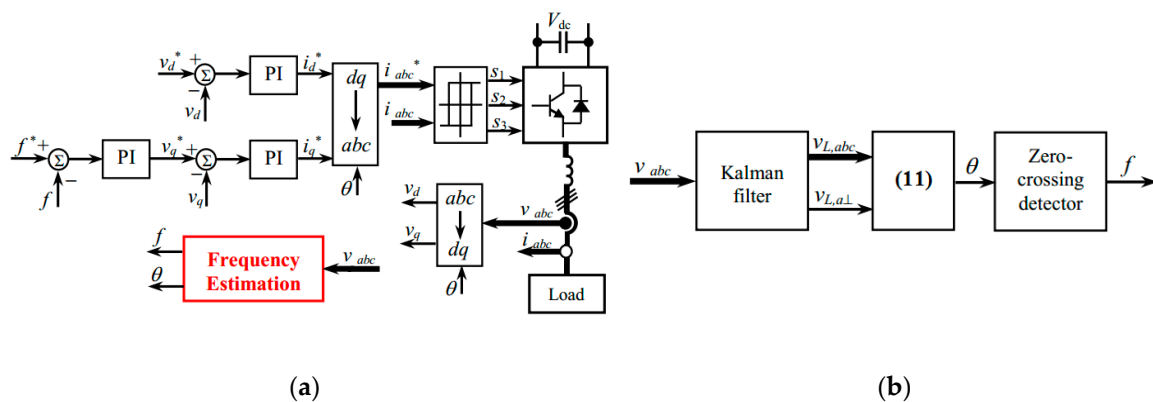 V_dc
v_d* + Σ − v_d
PI
i_d*
dq
abc
i_abc*
i_abc
s_1
s_2
s_3
f* + Σ − f
PI
v_q* + Σ − v_q
PI
i_q*
θ
v_d
v_q
abc
dq
θ
v_abc
i_abc
Load
f
θ
Frequency
Estimation
v_abc
v_abc
Kalman
filter
v_L,abc
v_L,a⊥
(11)
θ
Zero-
crossing
detector
f
(a)
(b)